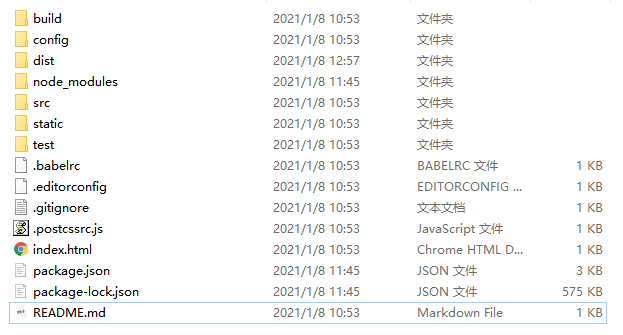 build 2021/1/8 10:53 文件夹
config 2021/1/8 10:53 文件夹
dist 2021/1/8 12:57 文件夹
node_modules 2021/1/8 11:45 文件夹
src 2021/1/8 10:53 文件夹
static 2021/1/8 10:53 文件夹
test 2021/1/8 10:53 文件夹
.babelrc 2021/1/8 10:53 BABELRC 文件 1 KB
.editorconfig 2021/1/8 10:53 EDITORCONFIG ... 1 KB
.gitignore 2021/1/8 10:53 文本文档 1 KB
.postcssrc.js 2021/1/8 10:53 JavaScript 文件 1 KB
index.html 2021/1/8 10:53 Chrome HTML D... 1 KB
package.json 2021/1/8 11:45 JSON 文件 3 KB
package-lock.json 2021/1/8 11:45 JSON 文件 575 KB
README.md 2021/1/8 10:53 Markdown File 1 KB